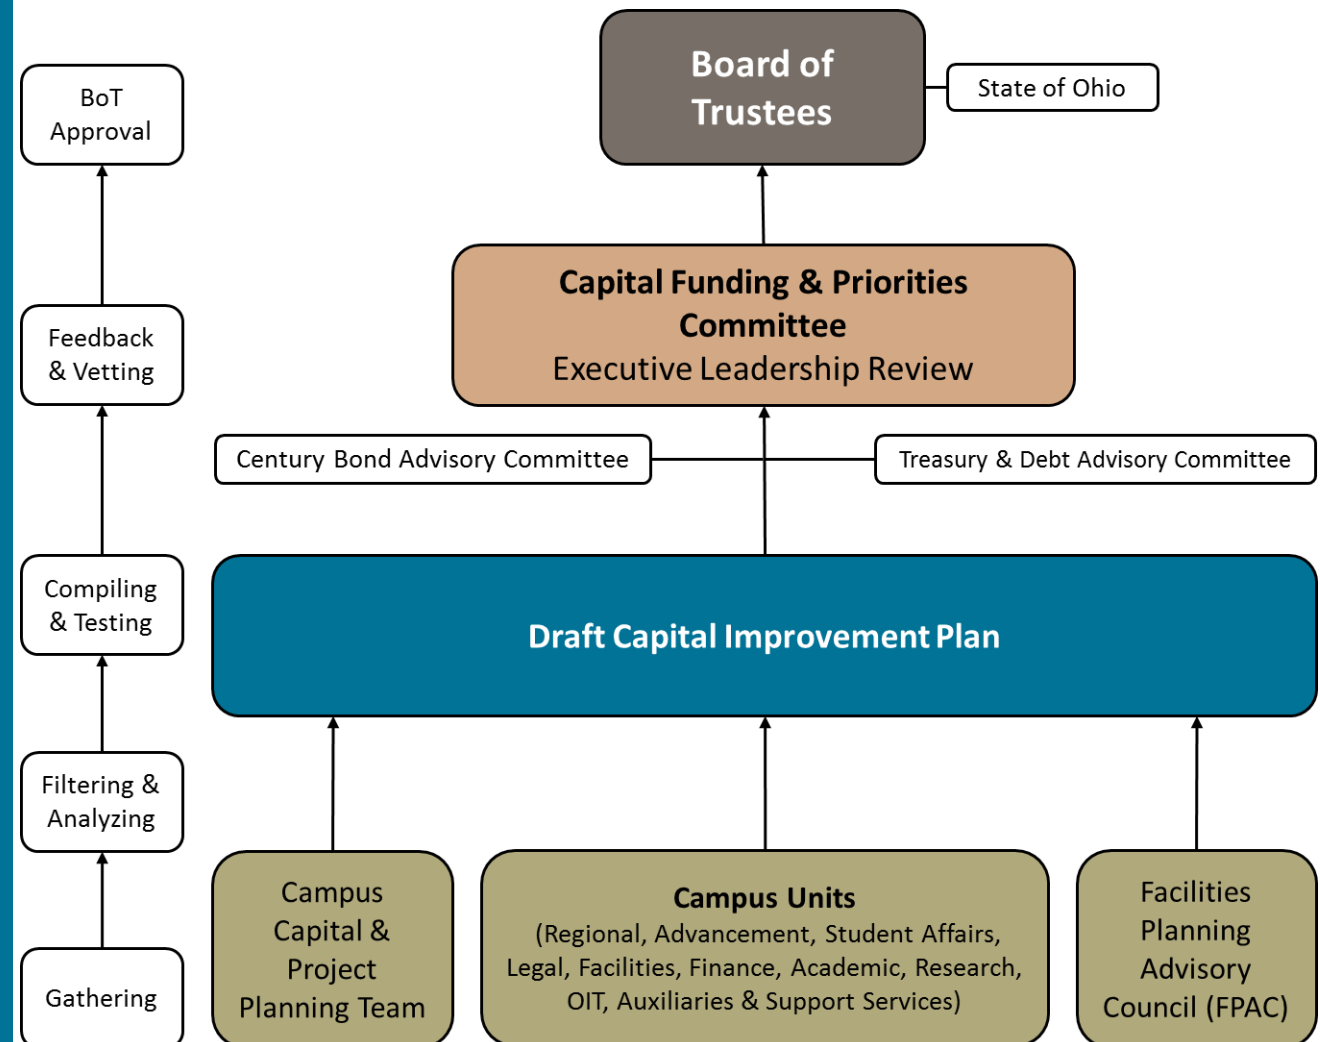 Board of
Trustees
State of Ohio
BoT
Approval
Capital Funding & Priorities
Committee
Executive Leadership Review
Feedback
& Vetting
Century Bond Advisory Committee
Treasury & Debt Advisory Committee
Compiling
& Testing
Draft Capital Improvement Plan
Filtering &
Analyzing
Campus
Capital &
Project
Planning Team
Campus Units
(Regional, Advancement, Student Affairs,
Legal, Facilities, Finance, Academic, Research,
OIT, Auxiliaries & Support Services)
Facilities
Planning
Advisory
Council (FPAC)
Gathering